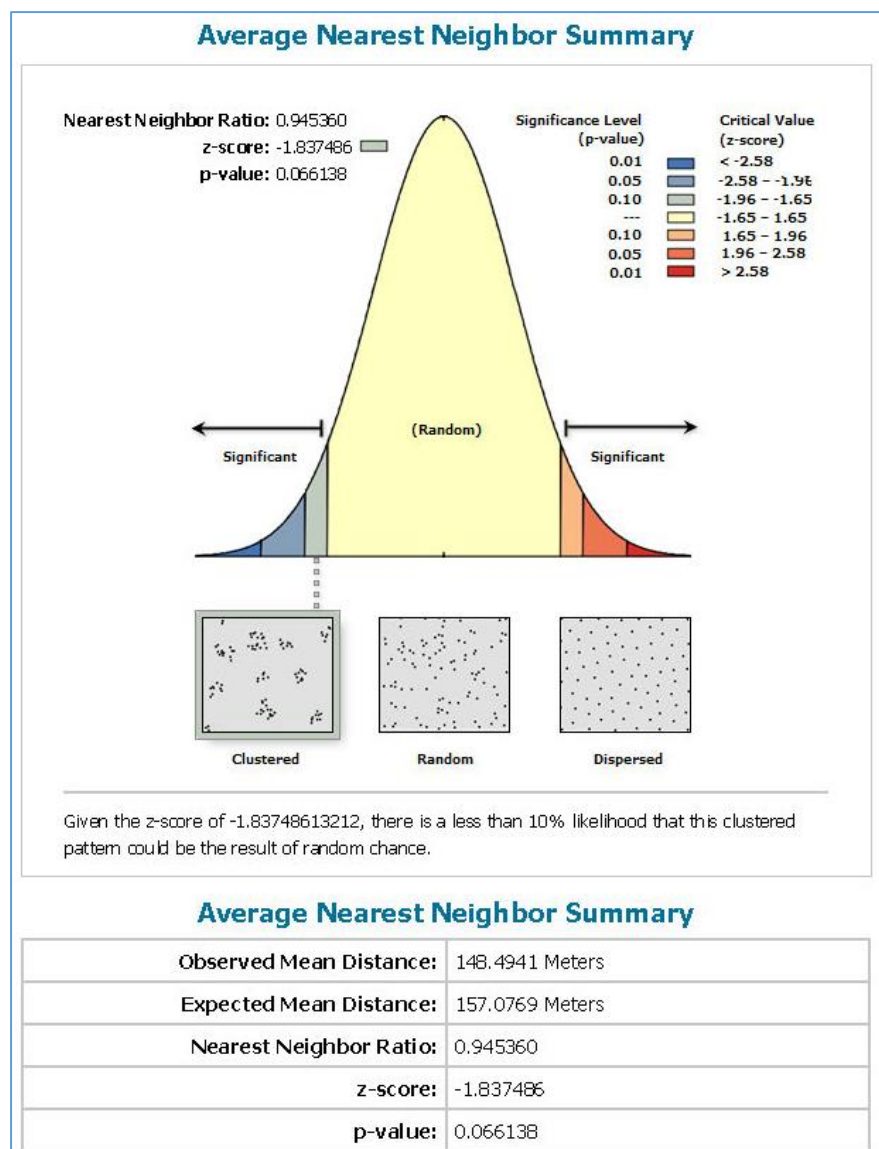 Average Nearest Neighbor Summary
Nearest Neighbor Ratio: 0.945360
z-score: -1.837486
p-value: 0.066138
Significance Level (p-value)
Critical Value (z-score)
0.01 < -2.58
0.05 -2.58 – -1.96
0.10 -1.96 – -1.65
--- -1.65 – 1.65
0.10 1.65 – 1.96
0.05 1.96 – 2.58
0.01 > 2.58
(Random)
Significant Significant
Clustered Random Dispersed
Given the z-score of -1.83748613212, there is a less than 10% likelihood that this clustered
pattern could be the result of random chance.
Average Nearest Neighbor Summary
Observed Mean Distance: 148.4941 Meters
Expected Mean Distance: 157.0769 Meters
Nearest Neighbor Ratio: 0.945360
z-score: -1.837486
p-value: 0.066138